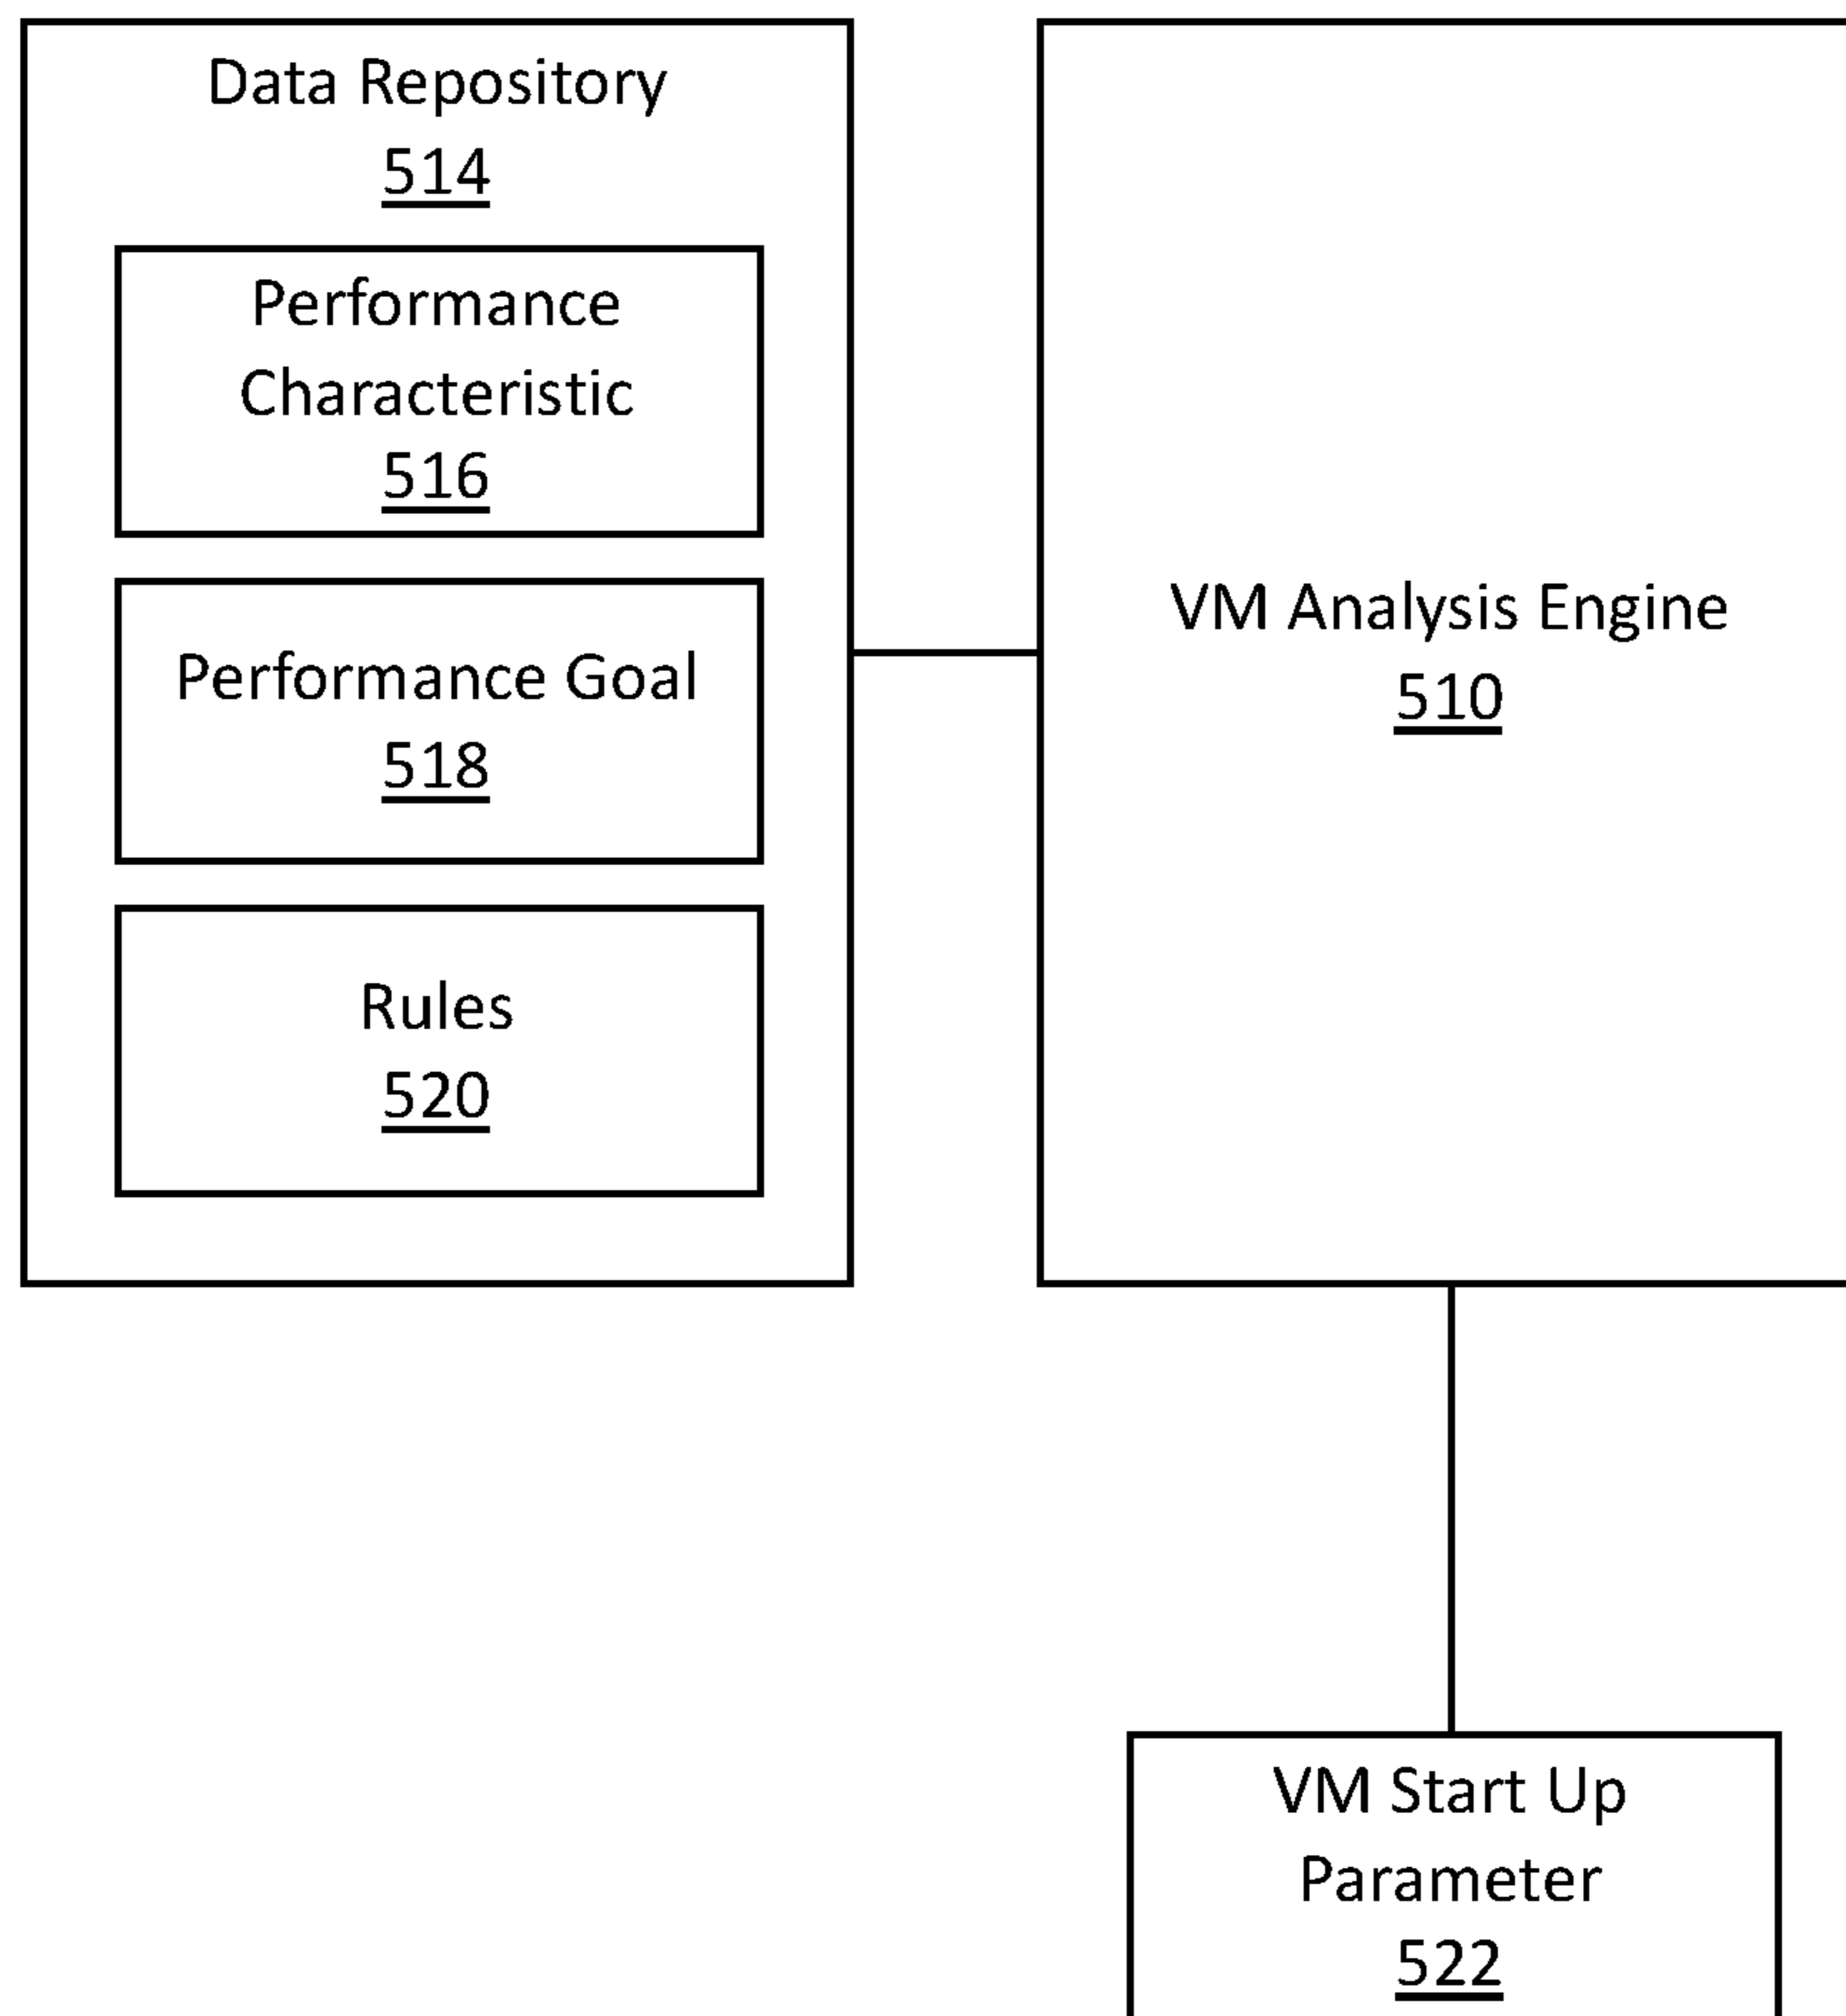 Data Repository
514
Performance
Characteristic
516
Performance Goal
518
Rules
520
VM Analysis Engine
510
VM Start Up
Parameter
522